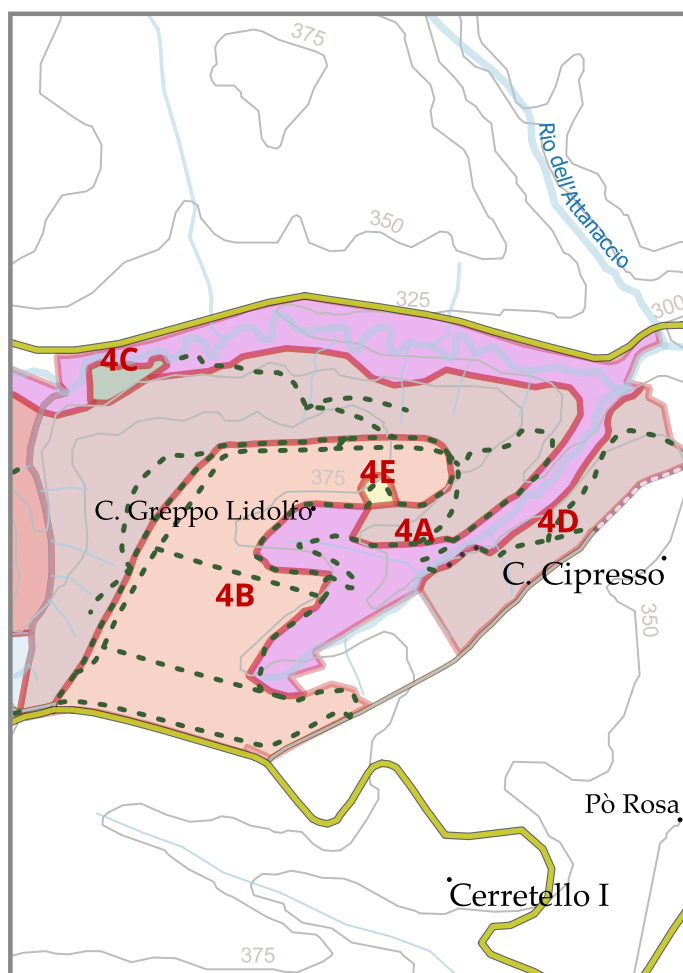 375
Rio dell'Attanaccio
350
325
300
4C
375
4E
C. Greppo Lidolfo
4A
4D
C. Cipresso
4B
350
Pò Rosa
Cerretello I
375